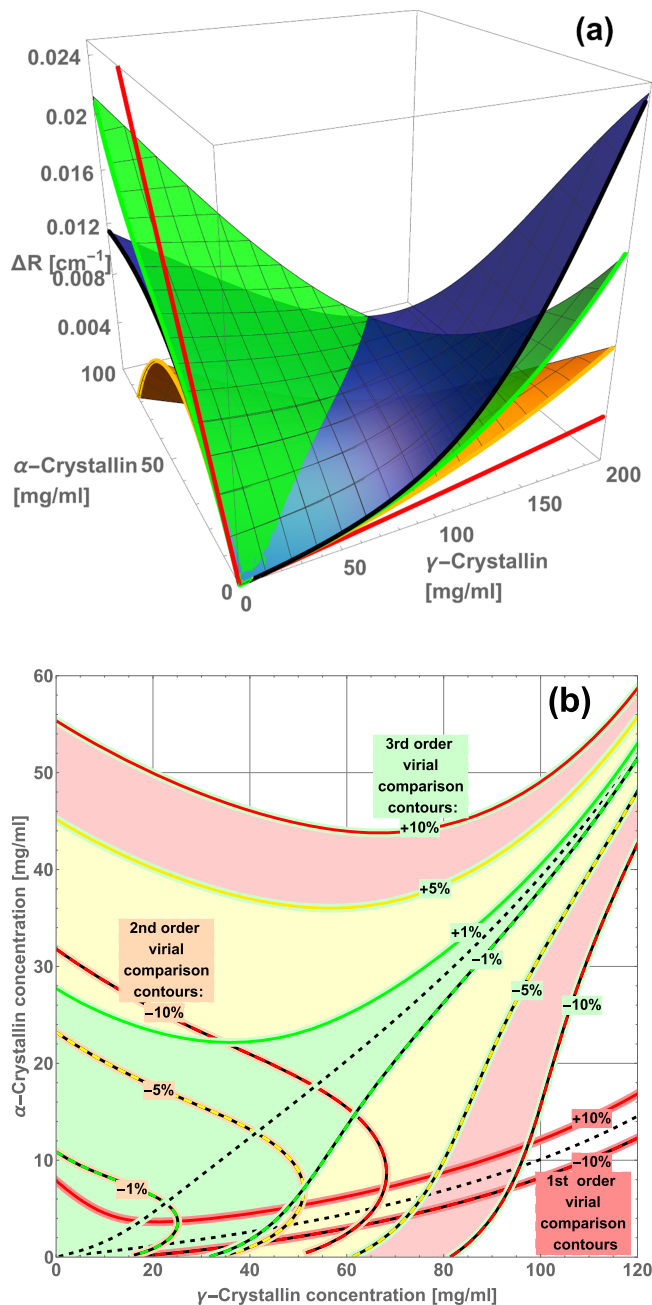 (a)
0.024
0.02
0.016
0.012
ΔR [cm⁻¹]
0.008
0.004
100
α−Crystallin 50
[mg/ml]
0
0
50
100
150
200
γ−Crystallin
[mg/ml]
(b)
60
50
40
30
20
10
0
α−Crystallin concentration [mg/ml]
3rd order
virial
comparison
contours:
+10%
+5%
+1%
−1%
−5%
−10%
2nd order
virial
comparison
contours:
−10%
−5%
−1%
+10%
−10%
1st order
virial
comparison
contours
0
20
40
60
80
100
120
γ−Crystallin concentration [mg/ml]